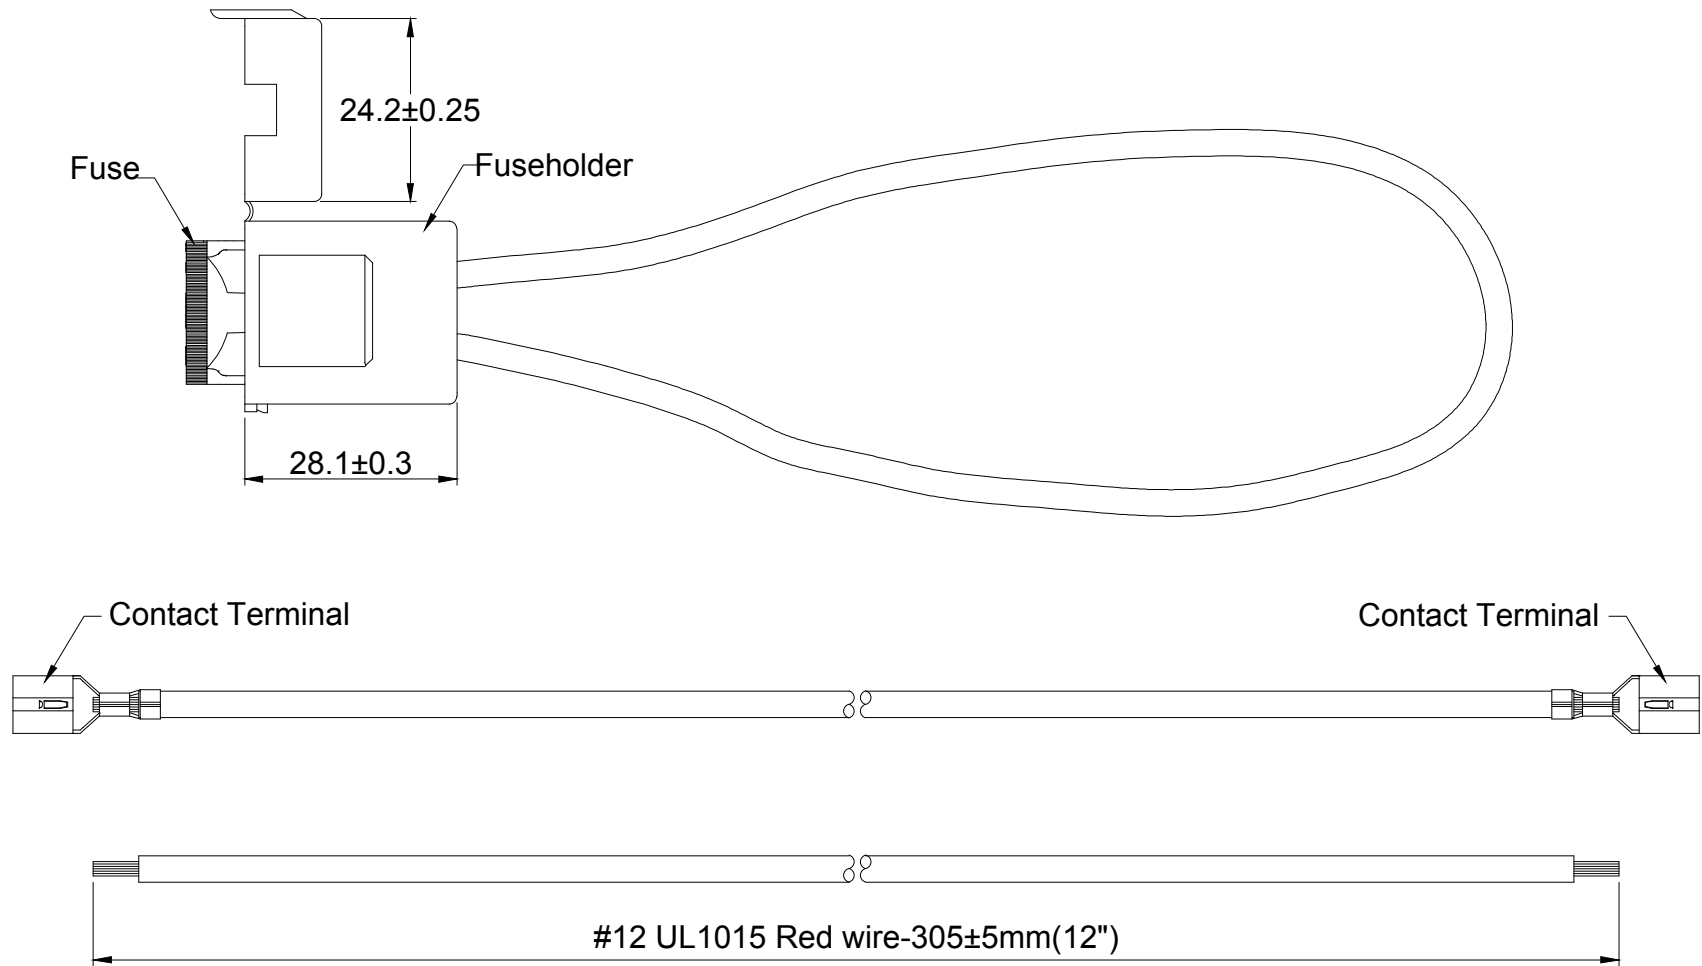 24.2±0.25
Fuse
Fuseholder
28.1±0.3
Contact Terminal
Contact Terminal
#12 UL1015 Red wire-305±5mm(12")